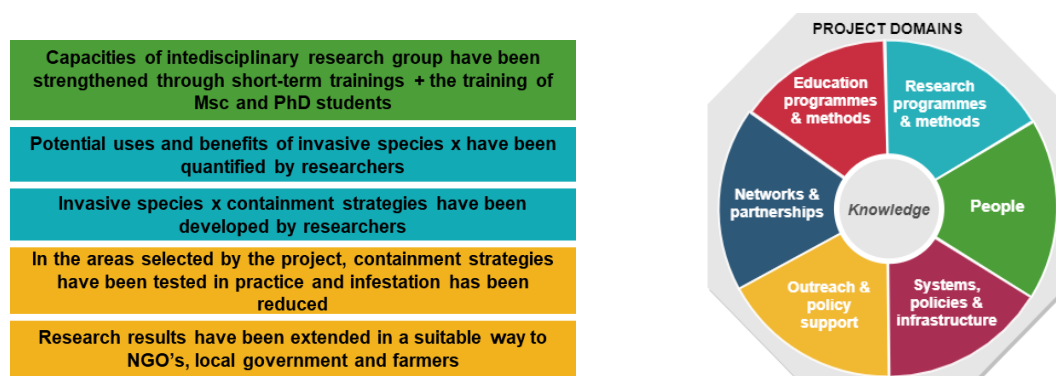 Capacities of intedisciplinary research group have been
strengthened through short-term trainings + the training of
Msc and PhD students
Potential uses and benefits of invasive species x have been
quantified by researchers
Invasive species x containment strategies have been
developed by researchers
In the areas selected by the project, containment strategies
have been tested in practice and infestation has been
reduced
Research results have been extended in a suitable way to
NGO's, local government and farmers
PROJECT DOMAINS
Education
programmes
& methods
Research
programmes
& methods
Networks &
partnerships
Knowledge
People
Outreach &
policy
support
Systems,
policies &
infrastructure